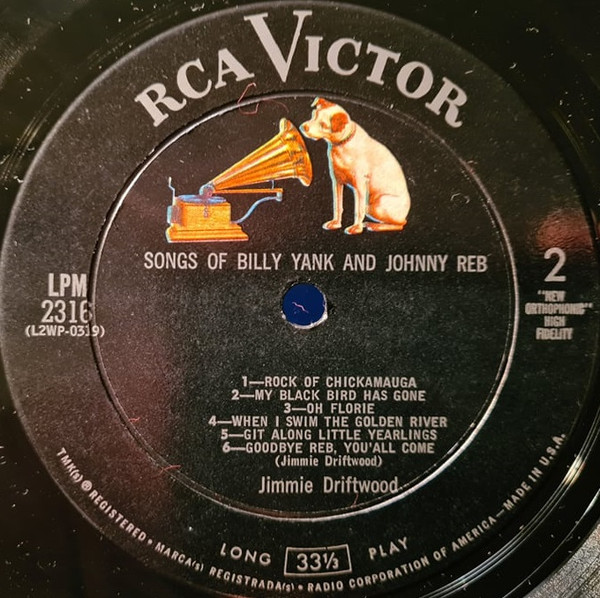 RCA VICTOR
SONGS OF BILLY YANK AND JOHNNY REB
LPM
2316
(L2WP-0319)
2
"NEW
ORTHOPHONIC"
HIGH
FIDELITY
1—ROCK OF CHICKAMAUGA
2—MY BLACK BIRD HAS GONE
3—OH FLORIE
4—WHEN I SWIM THE GOLDEN RIVER
5—GIT ALONG LITTLE YEARLINGS
6—GOODBYE REB, YOU'ALL COME
(Jimmie Driftwood)
Jimmie Driftwood
LONG 33⅓ PLAY
TMK(s) ® REGISTERED • MARCA(s) REGISTRADA(s) • RADIO CORPORATION OF AMERICA—MADE IN U.S.A.